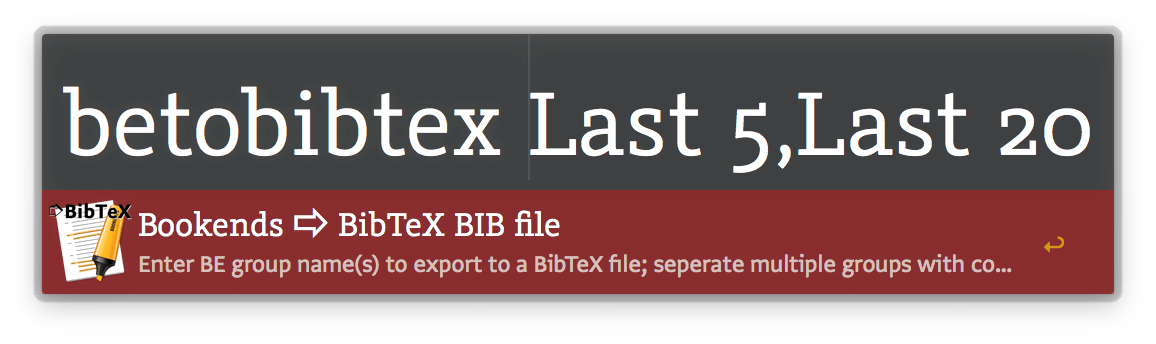 betobibtex Last 5,Last 20
⇨BibTeX
Bookends ⇨ BibTeX BIB file
Enter BE group name(s) to export to a BibTeX file; seperate multiple groups with co...